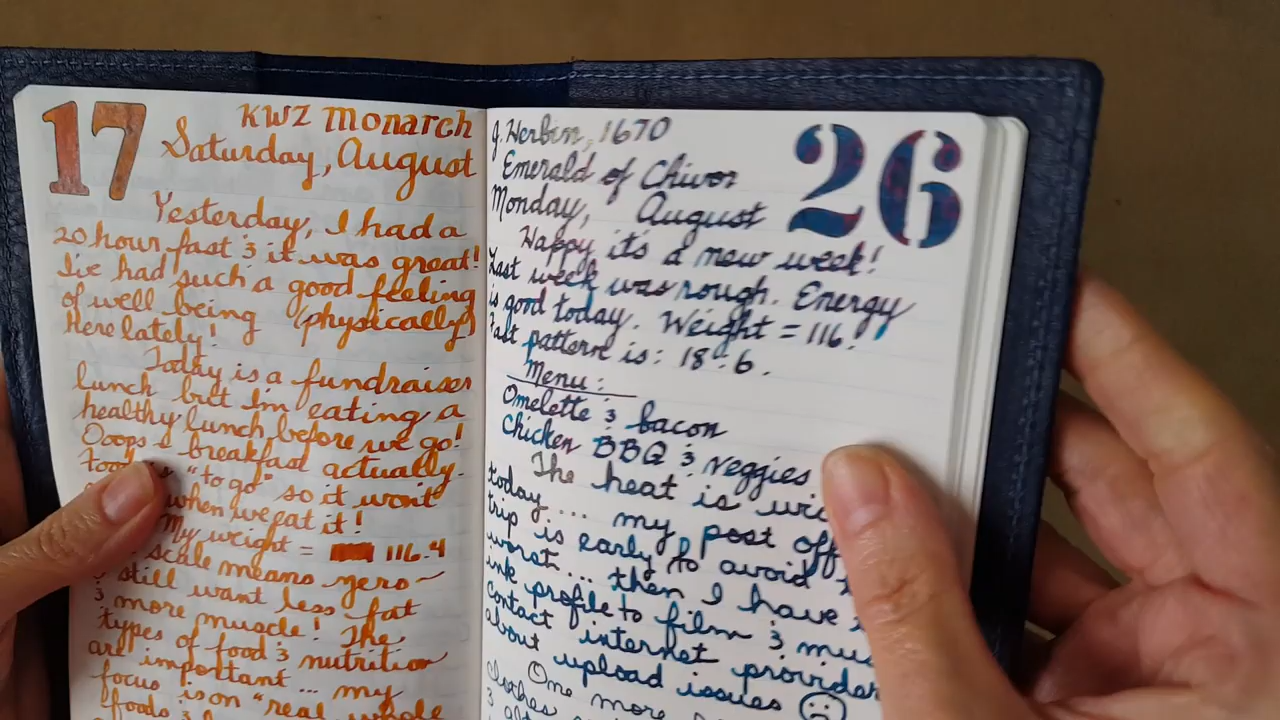 17
KWZ Monarch
Saturday, August
Yesterday, I had a
20 hour fast & it was great!
I've had such a good feeling
of well being (physically)
Here lately!
Today is a fundraiser
lunch but I'm eating a
healthy lunch before we go!
Ooops a breakfast actually.
"to go" so it won't
when we eat it!
My weight = 116.4
scale means zero ~
still want less fat
& more muscle! The
types of food & nutrition
are important ... my
focus is on "real, whole
foods &
J. Herbin, 1670
26
Emerald of Chivor
Monday, August
Happy it's a new week!
Last week was rough. Energy
is good today. Weight = 116!
Fast pattern is: 18:6.
Menu:
Omelette & bacon
Chicken BBQ & veggies
The heat is
today ... my post
trip is early to avoid
worst ... then I have
ink profile to film &
contact internet provider
about upload issues ☹
One more
clothes
&